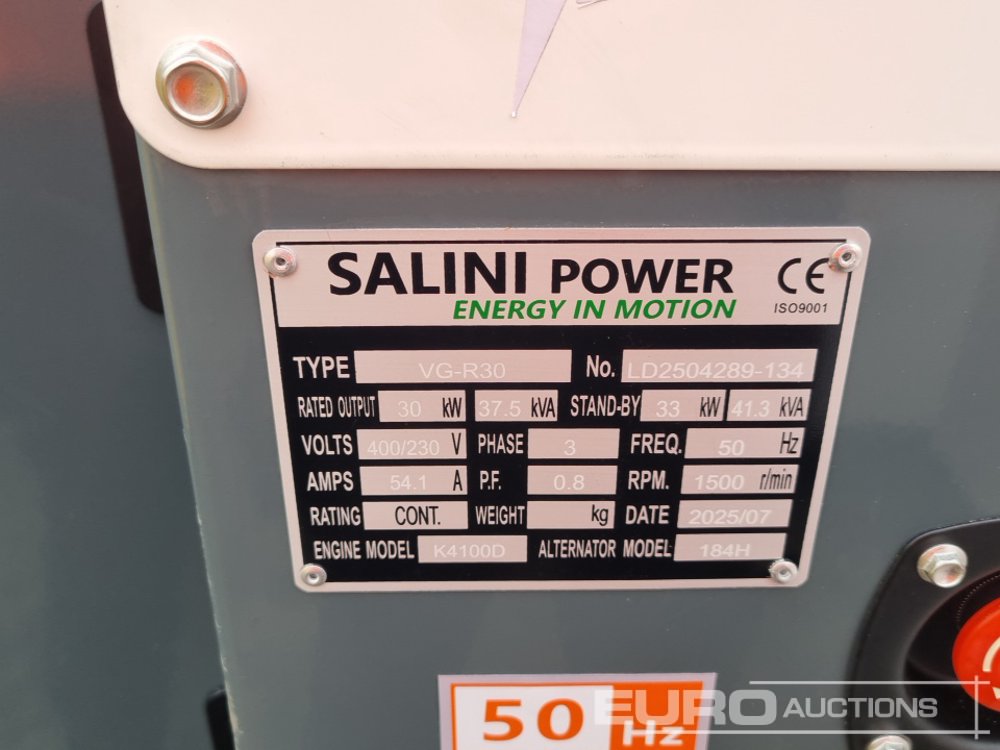 SALINI POWER
ENERGY IN MOTION
CE
ISO9001
TYPE VG-R30 No. LD2504289-134
RATED OUTPUT 30 kW 37.5 kVA STAND-BY 33 kW 41.3 kVA
VOLTS 400/230 V PHASE 3 FREQ. 50 Hz
AMPS 54.1 A P.F. 0.8 RPM. 1500 r/min
RATING CONT. WEIGHT kg DATE 2025/07
ENGINE MODEL K4100D ALTERNATOR MODEL 184H
50 Hz
EURO AUCTIONS